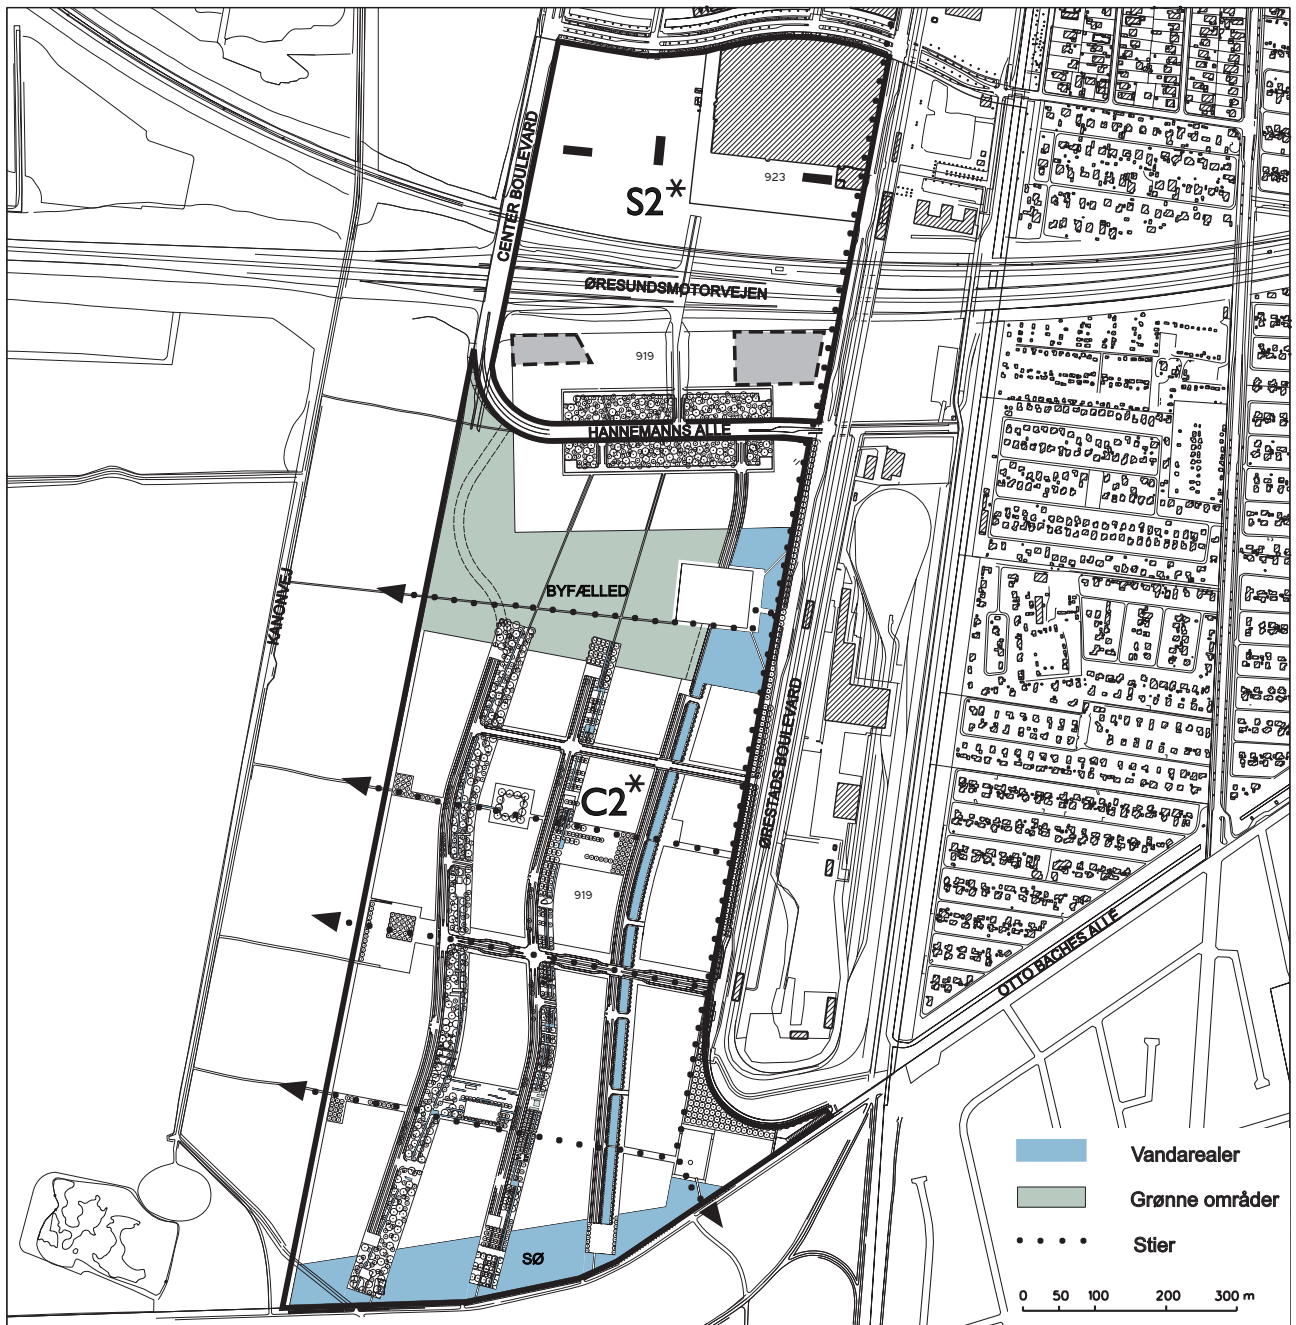 CENTER BOULEVARD
923
S2*
ØRESUNDSMOTORVEJEN
919
HANNEMANNS ALLE
KANONVEJ
BYFÆLLED
ØRESTADS BOULEVARD
C2*
919
OTTO BACHES ALLE
SØ
Vandarealer
Grønne områder
Stier
0 50 100 200 300 m